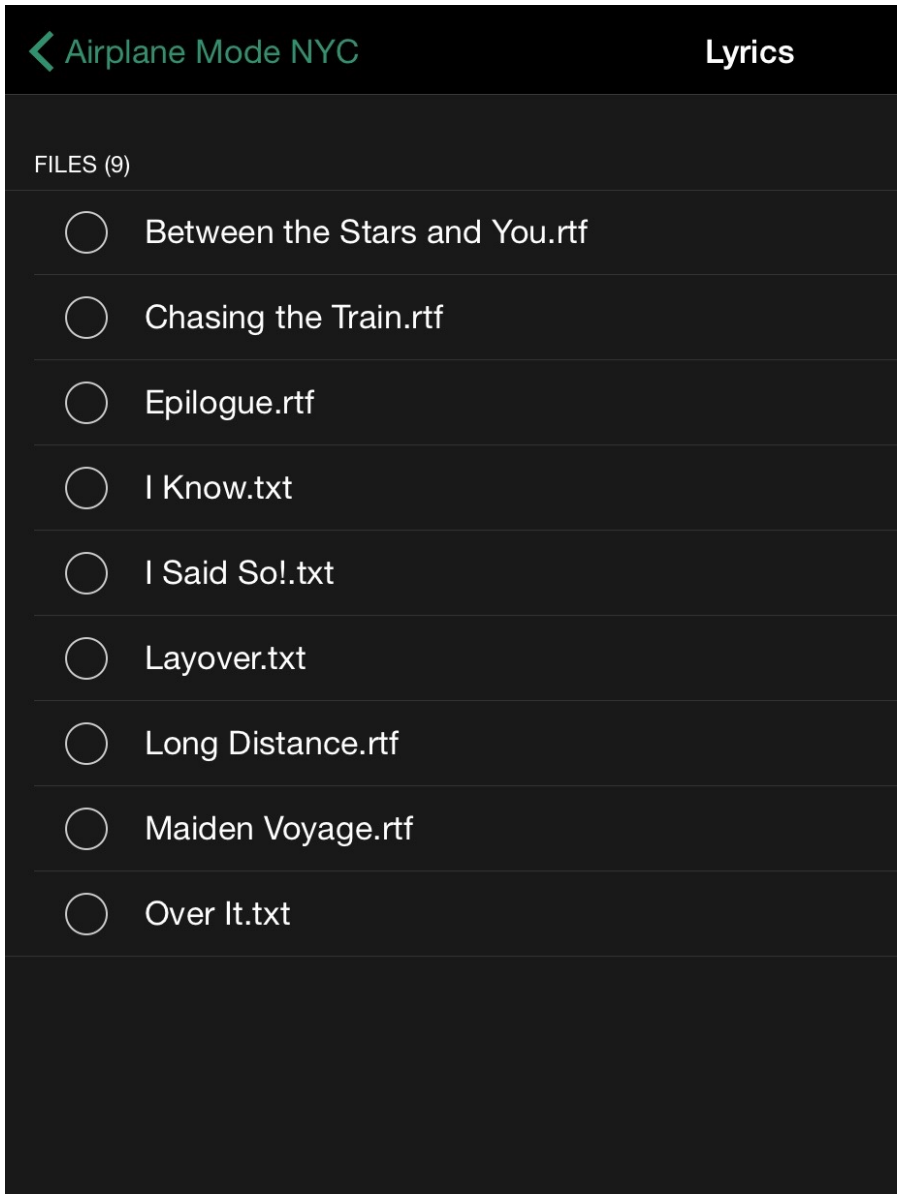 Airplane Mode NYC Lyrics
FILES (9)
Between the Stars and You.rtf
Chasing the Train.rtf
Epilogue.rtf
I Know.txt
I Said So!.txt
Layover.txt
Long Distance.rtf
Maiden Voyage.rtf
Over It.txt